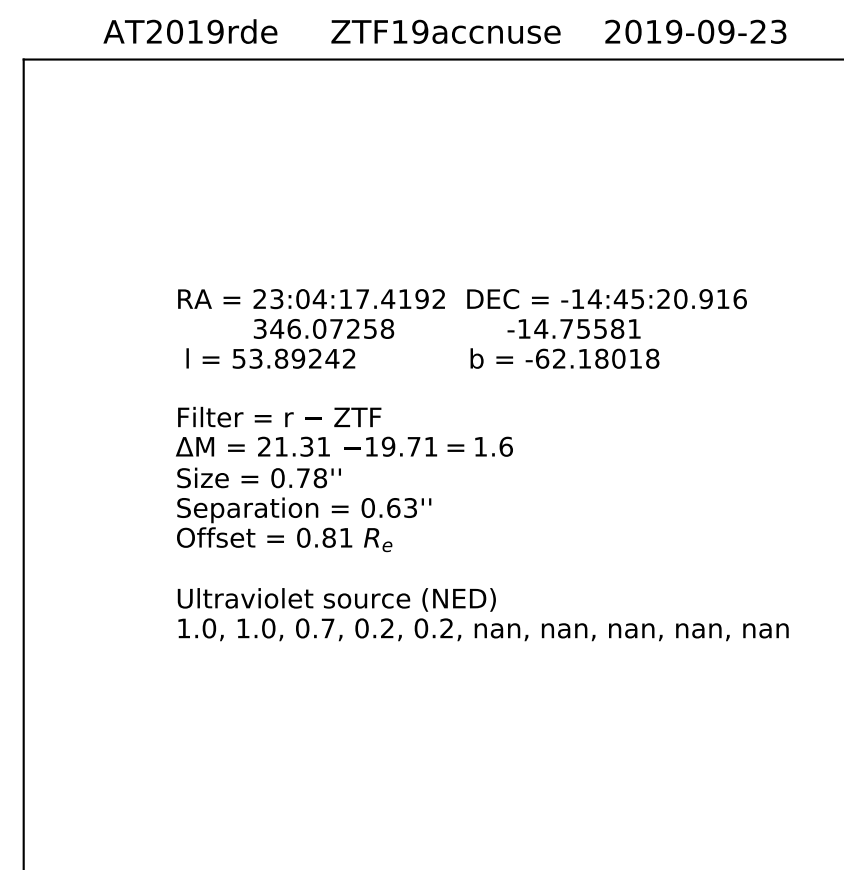 AT2019rde ZTF19accnuse 2019-09-23
RA = 23:04:17.4192 DEC = -14:45:20.916
346.07258 -14.75581
l = 53.89242 b = -62.18018
Filter = r − ZTF
ΔM = 21.31 −19.71 = 1.6
Size = 0.78''
Separation = 0.63''
Offset = 0.81 Re
Ultraviolet source (NED)
1.0, 1.0, 0.7, 0.2, 0.2, nan, nan, nan, nan, nan